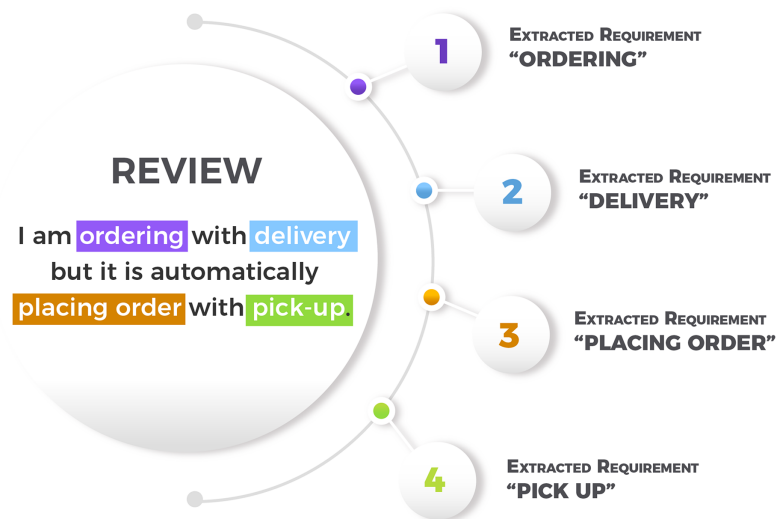 REVIEW
I am ordering with delivery
but it is automatically
placing order with pick-up.
1
EXTRACTED REQUIREMENT
“ORDERING”
2
EXTRACTED REQUIREMENT
“DELIVERY”
3
EXTRACTED REQUIREMENT
“PLACING ORDER”
4
EXTRACTED REQUIREMENT
“PICK UP”